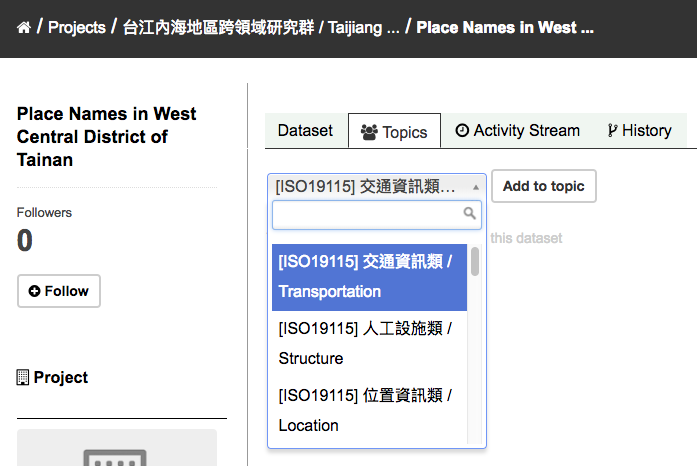 / Projects / 台江內海地區跨領域研究群 / Taijiang ... / Place Names in West ...
Place Names in West
Central District of
Tainan
Followers
0
Follow
Project
Dataset Topics Activity Stream History
[ISO19115] 交通資訊類... Add to topic
this dataset
[ISO19115] 交通資訊類 /
Transportation
[ISO19115] 人工設施類 /
Structure
[ISO19115] 位置資訊類 /
Location